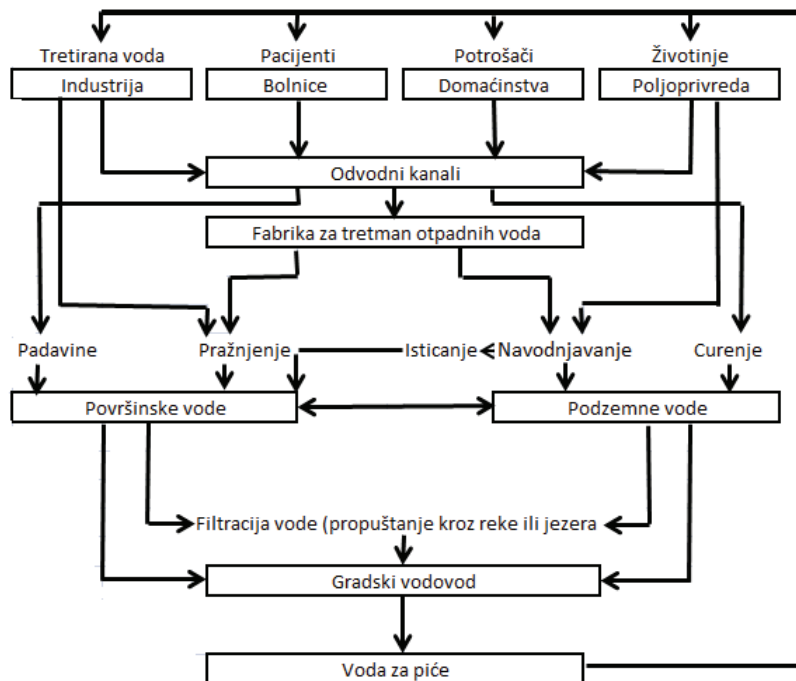 Tretirana voda
Pacijenti
Potrošači
Životinje
Industrija
Bolnice
Domaćinstva
Poljoprivreda
Odvodni kanali
Fabrika za tretman otpadnih voda
Padavine
Pražnjenje
Isticanje
Navodnjavanje
Curenje
Površinske vode
Podzemne vode
Filtracija vode (propuštanje kroz reke ili jezera
Gradski vodovod
Voda za piće